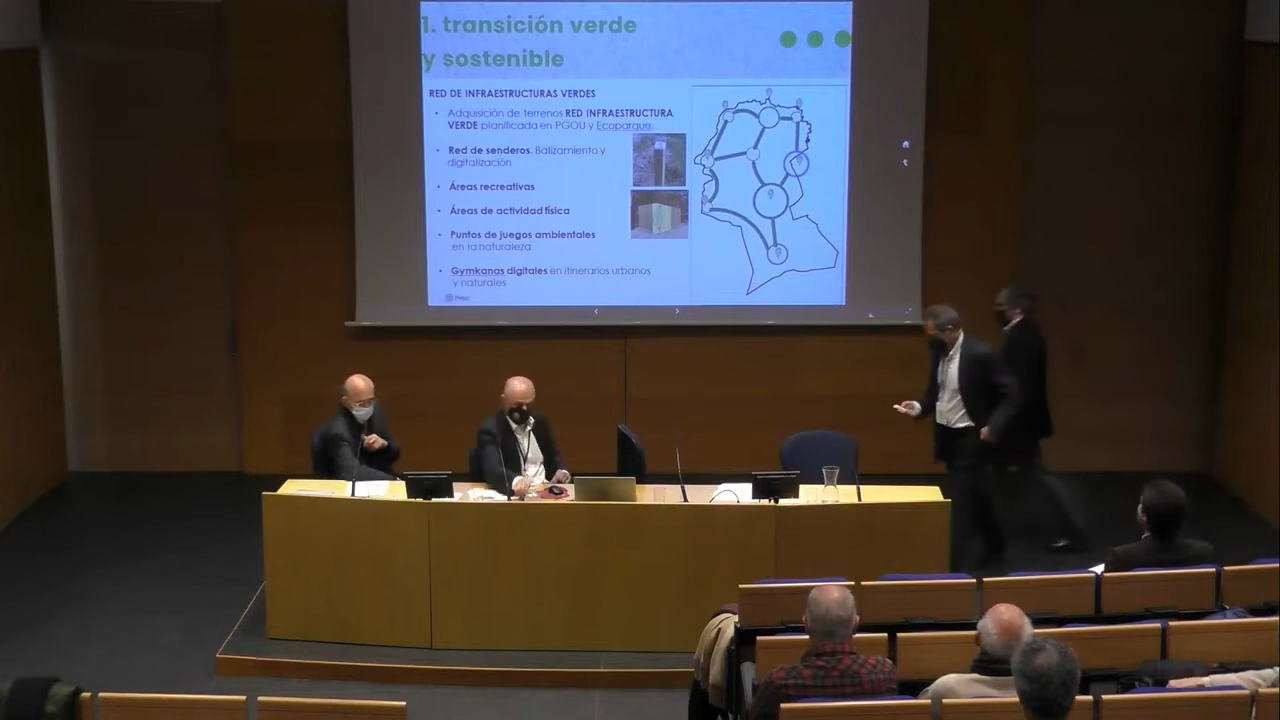 1. transición verde
y sostenible
RED DE INFRAESTRUCTURAS VERDES
• Adquisición de terrenos RED INFRAESTRUCTURA
VERDE planificada en PGOU y Ecoparque.
• Red de senderos. Balizamiento y
digitalización
• Áreas recreativas
• Áreas de actividad física
• Puntos de juegos ambientales
en la naturaleza
• Gymkanas digitales en itinerarios urbanos
y naturales